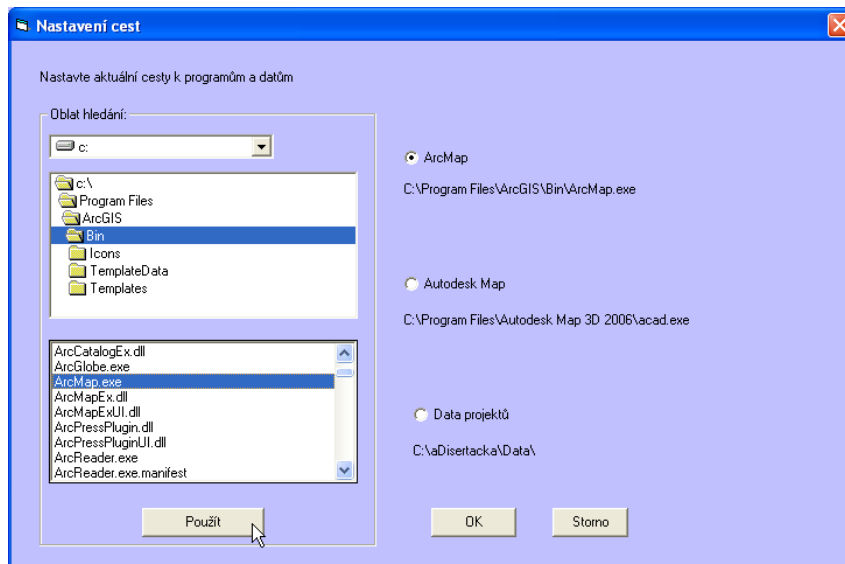 Nastavení cest
Nastavte aktuální cesty k programům a datům
Oblat hledání:
c:
c:\
Program Files
ArcGIS
Bin
Icons
TemplateData
Templates
ArcCatalogEx.dll
ArcGlobe.exe
ArcMap.exe
ArcMapEx.dll
ArcMapExUI.dll
ArcPressPlugin.dll
ArcPressPluginUI.dll
ArcReader.exe
ArcReader.exe.manifest
Použít
ArcMap
C:\Program Files\ArcGIS\Bin\ArcMap.exe
Autodesk Map
C:\Program Files\Autodesk Map 3D 2006\acad.exe
Data projektů
C:\aDisertacka\Data\
OK
Storno